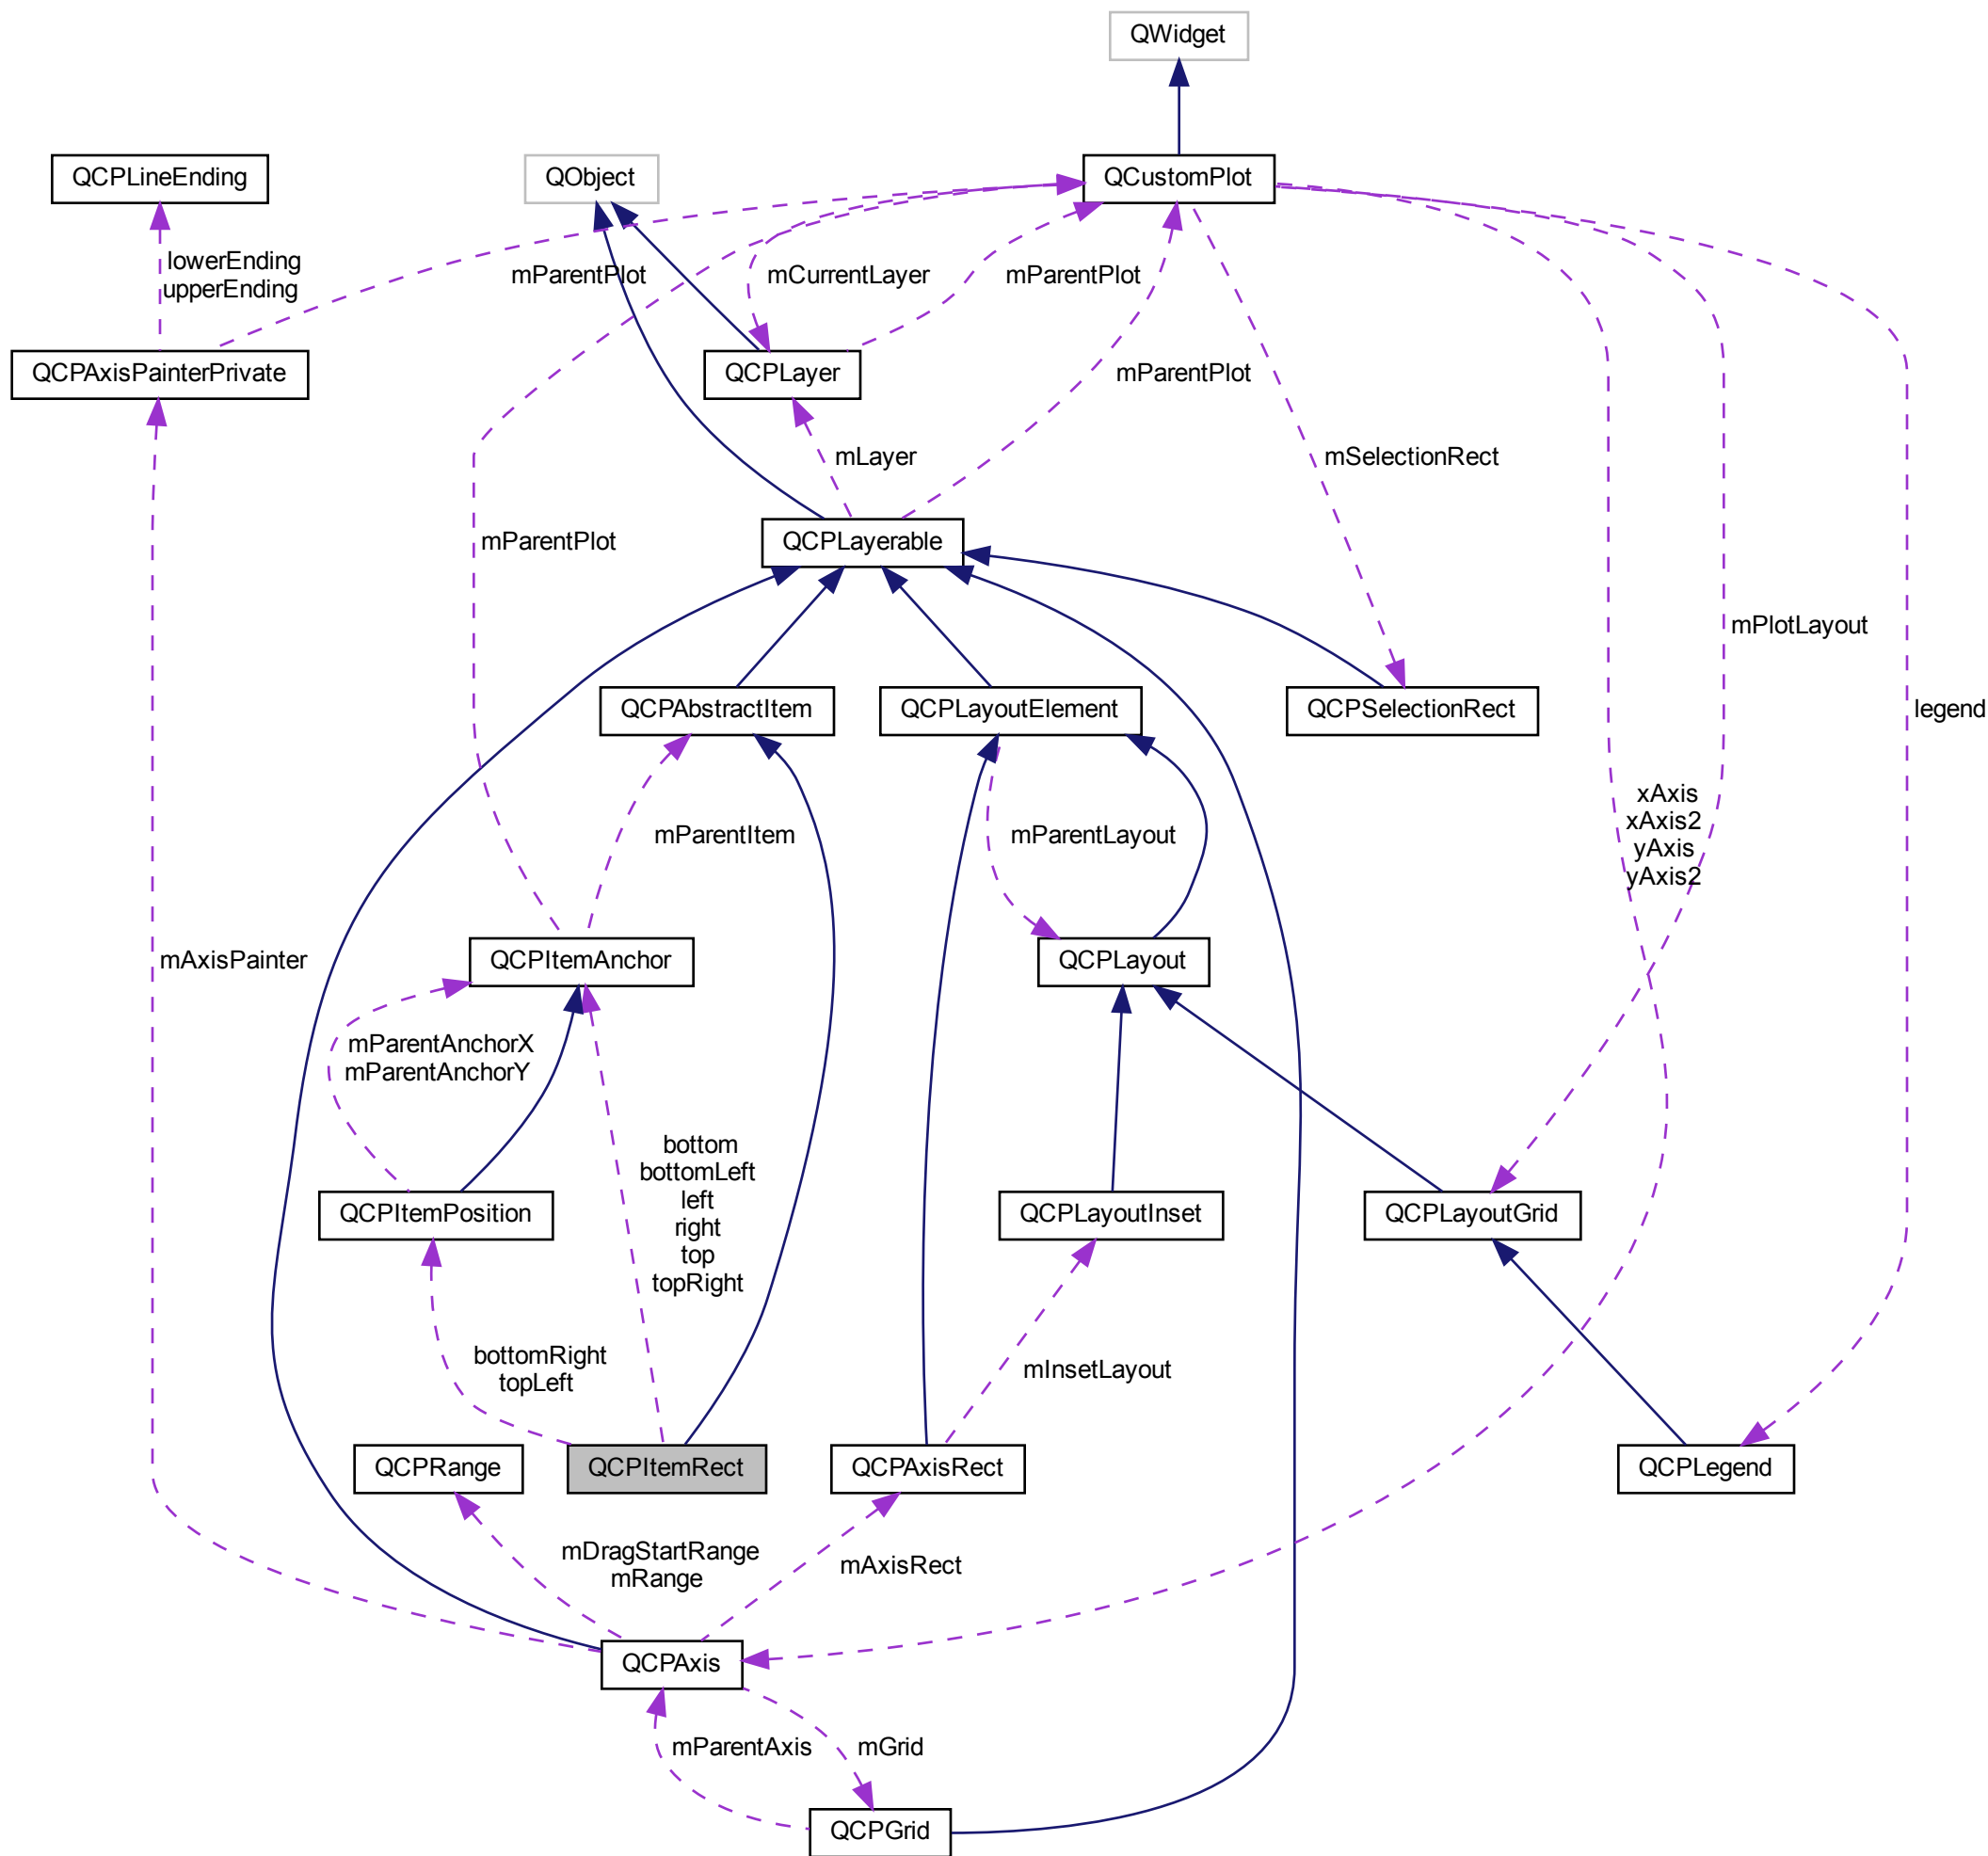 QWidget
QCPLineEnding
QObject
QCustomPlot
lowerEnding
upperEnding
mParentPlot
mCurrentLayer
mParentPlot
QCPAxisPainterPrivate
QCPLayer
mParentPlot
mLayer
mSelectionRect
mParentPlot
QCPLayerable
mPlotLayout
QCPAbstractItem
QCPLayoutElement
QCPSelectionRect
legend
xAxis
xAxis2
yAxis
yAxis2
mParentItem
mParentLayout
mAxisPainter
QCPItemAnchor
QCPLayout
mParentAnchorX
mParentAnchorY
bottom
bottomLeft
left
right
top
topRight
QCPItemPosition
QCPLayoutInset
QCPLayoutGrid
bottomRight
topLeft
mInsetLayout
QCPRange
QCPItemRect
QCPAxisRect
QCPLegend
mDragStartRange
mRange
mAxisRect
QCPAxis
mParentAxis
mGrid
QCPGrid